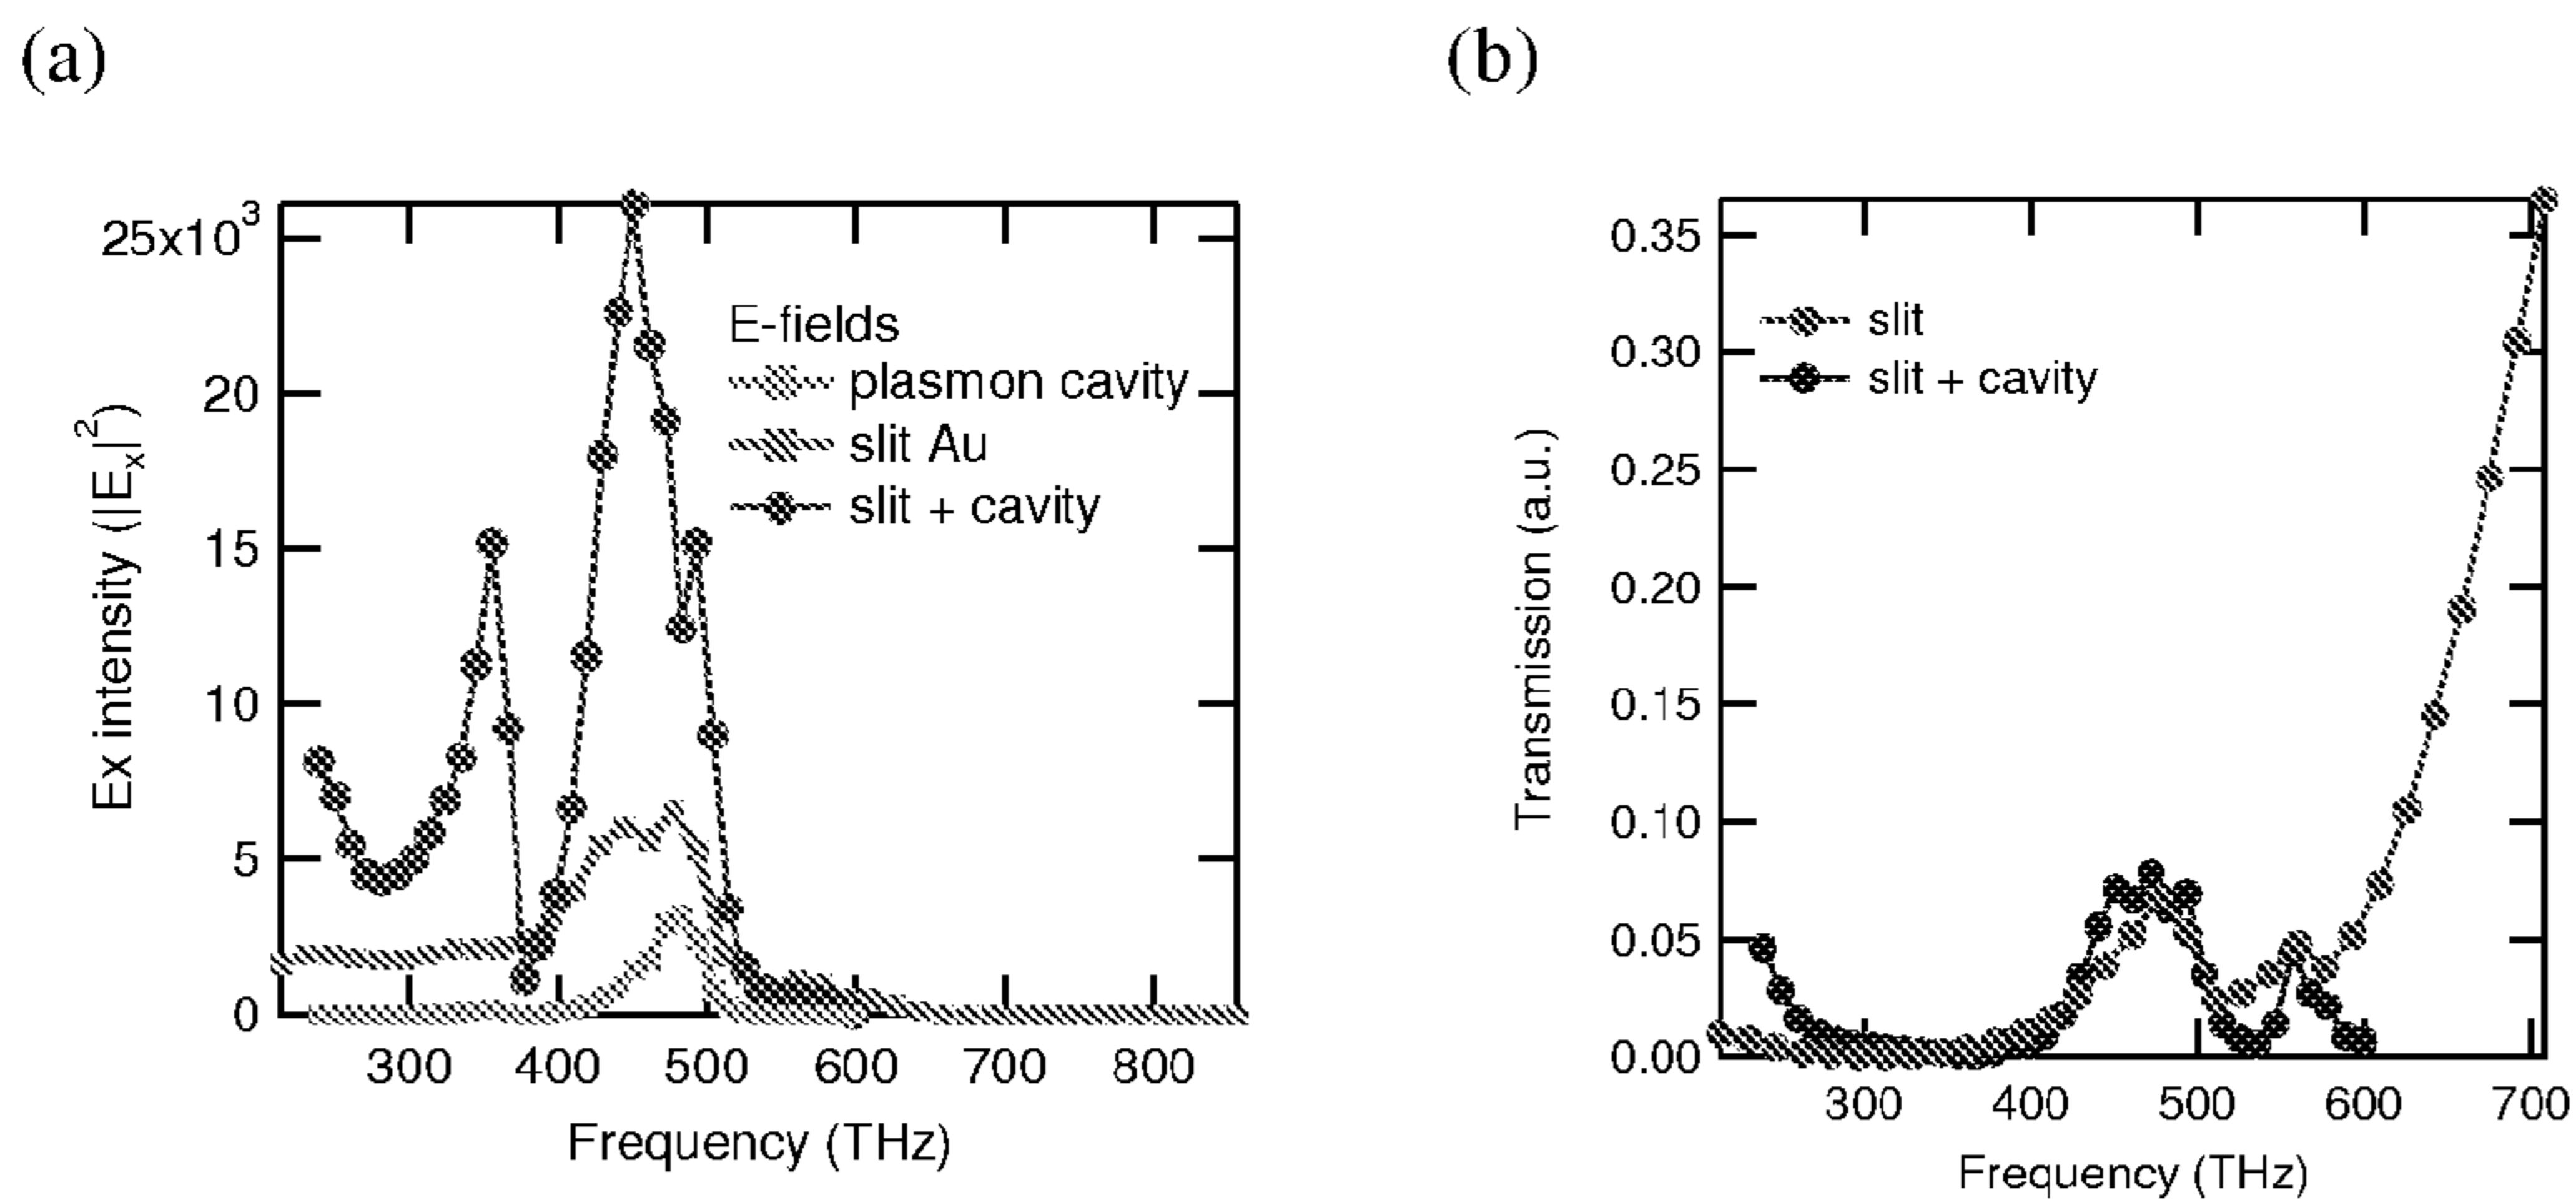 (a)
(b)
25x10³
20
15
10
5
0
Ex intensity (|Eₓ|²)
E-fields
plasmon cavity
slit Au
slit + cavity
300 400 500 600 700 800
Frequency (THz)
0.35
0.30
0.25
0.20
0.15
0.10
0.05
0.00
Transmission (a.u.)
slit
slit + cavity
300 400 500 600 700
Frequency (THz)